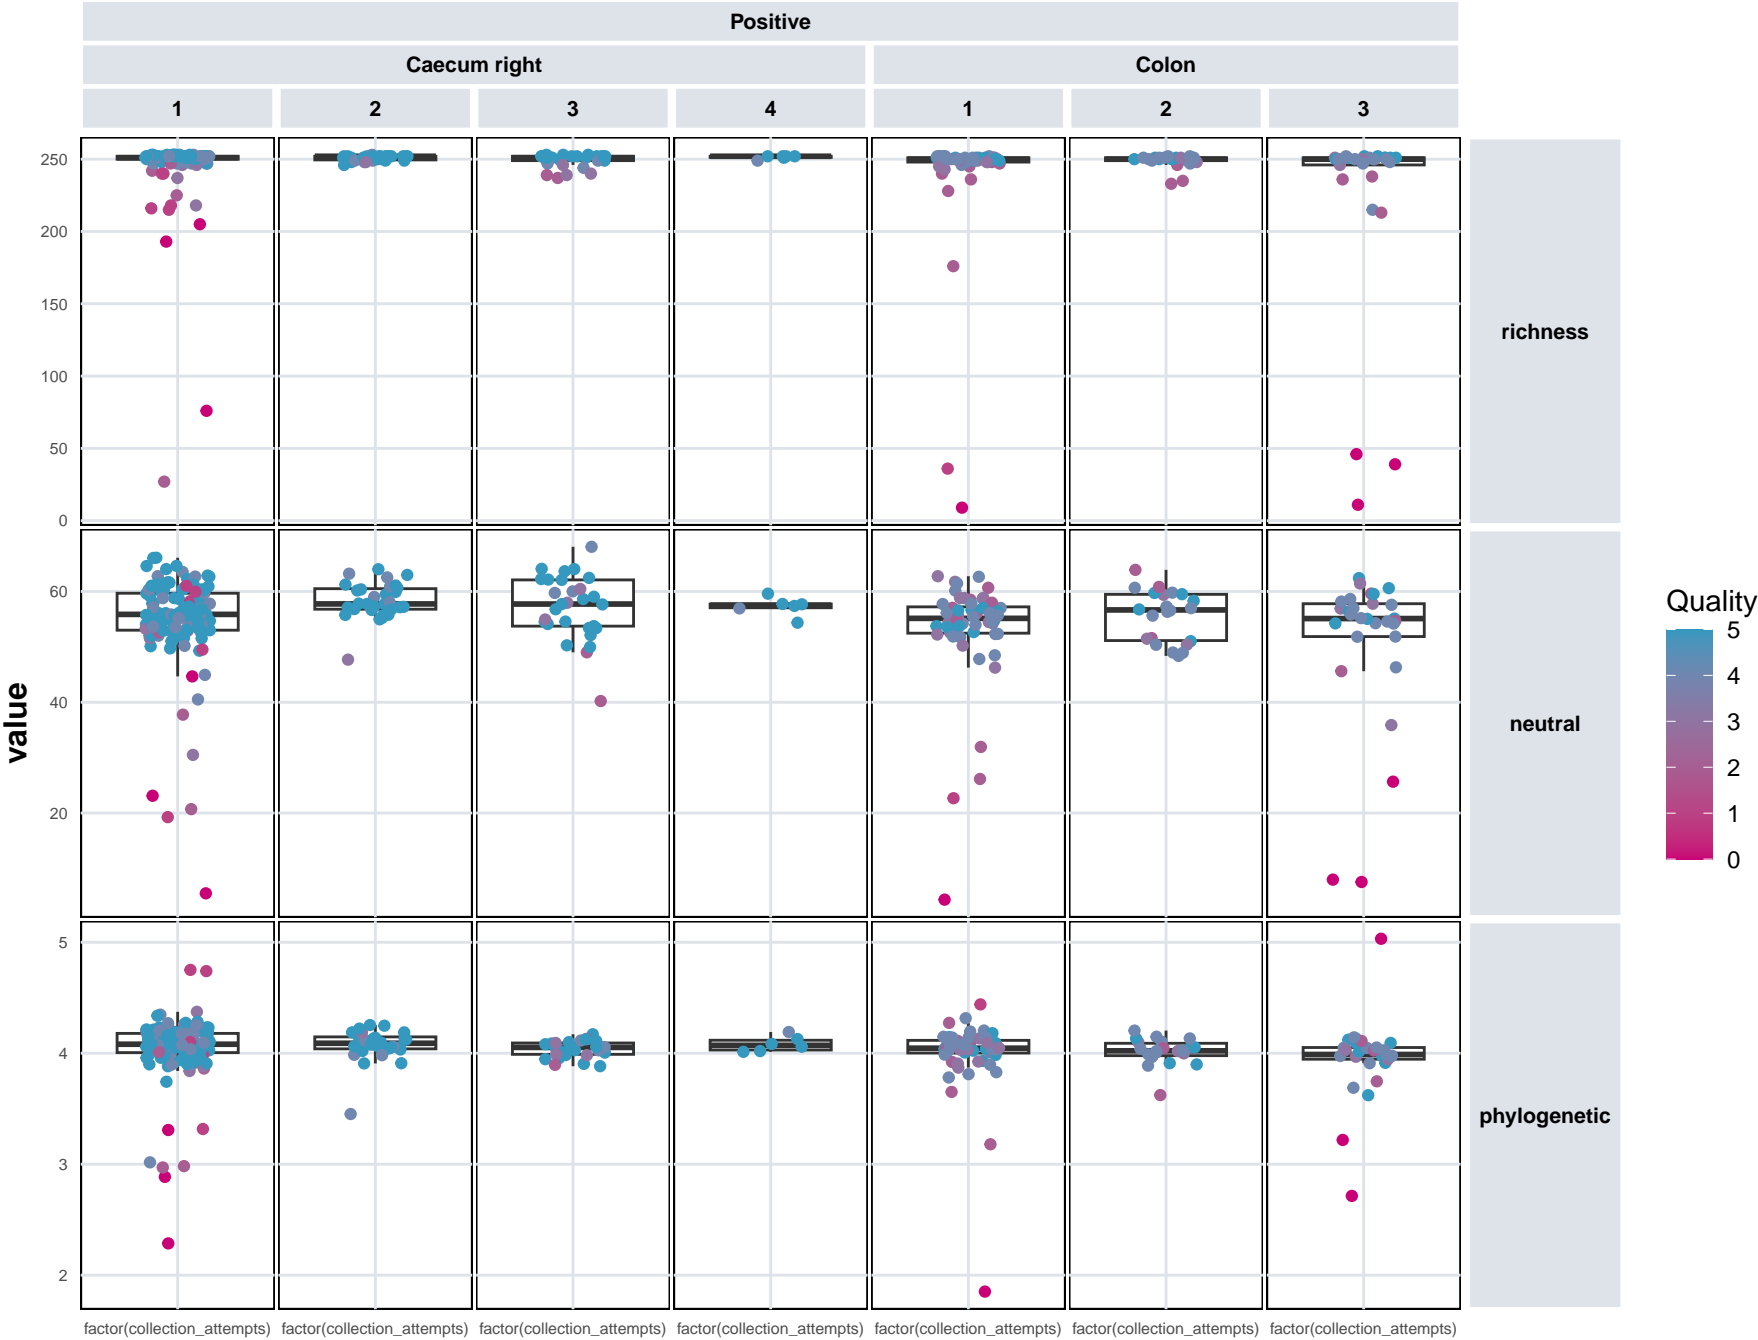 Positive
Caecum right Colon
1 2 3 4 1 2 3
250
200
150
100
50
0
richness
60
40
20
neutral
5
4
3
2
phylogenetic
value
factor(collection_attempts) factor(collection_attempts) factor(collection_attempts) factor(collection_attempts) factor(collection_attempts) factor(collection_attempts) factor(collection_attempts)
Quality
5
4
3
2
1
0